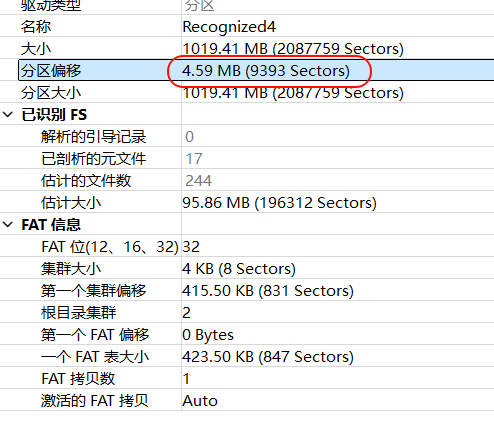 驱动类型 分区
名称 Recognized4
大小 1019.41 MB (2087759 Sectors)
分区偏移 4.59 MB (9393 Sectors)
分区大小 1019.41 MB (2087759 Sectors)
已识别 FS
解析的引导记录 0
已剖析的元文件 17
估计的文件数 244
估计大小 95.86 MB (196312 Sectors)
FAT 信息
FAT 位(12、16、32) 32
集群大小 4 KB (8 Sectors)
第一个集群偏移 415.50 KB (831 Sectors)
根目录集群 2
第一个 FAT 偏移 0 Bytes
一个 FAT 表大小 423.50 KB (847 Sectors)
FAT 拷贝数 1
激活的 FAT 拷贝 Auto